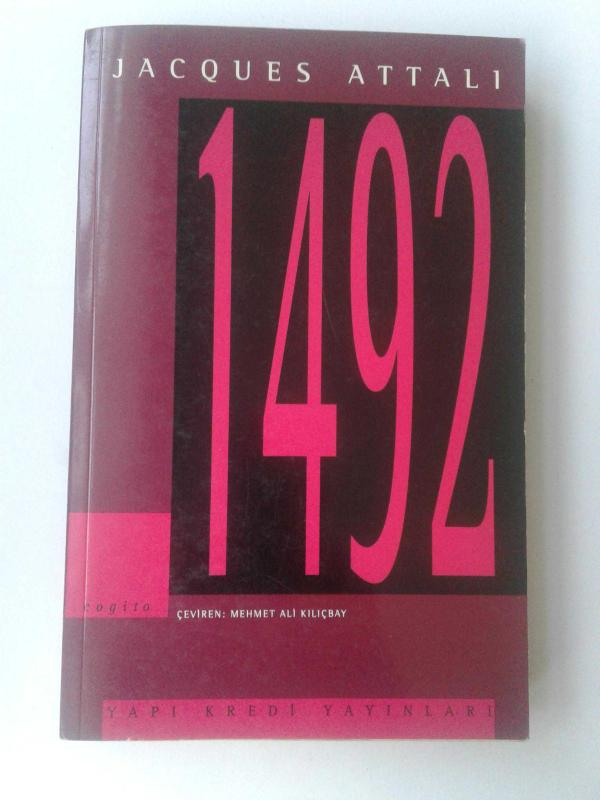 JACQUES ATTALI
1492
cogito
ÇEVİREN: MEHMET ALİ KILIÇBAY
YAPI KREDİ YAYINLARI